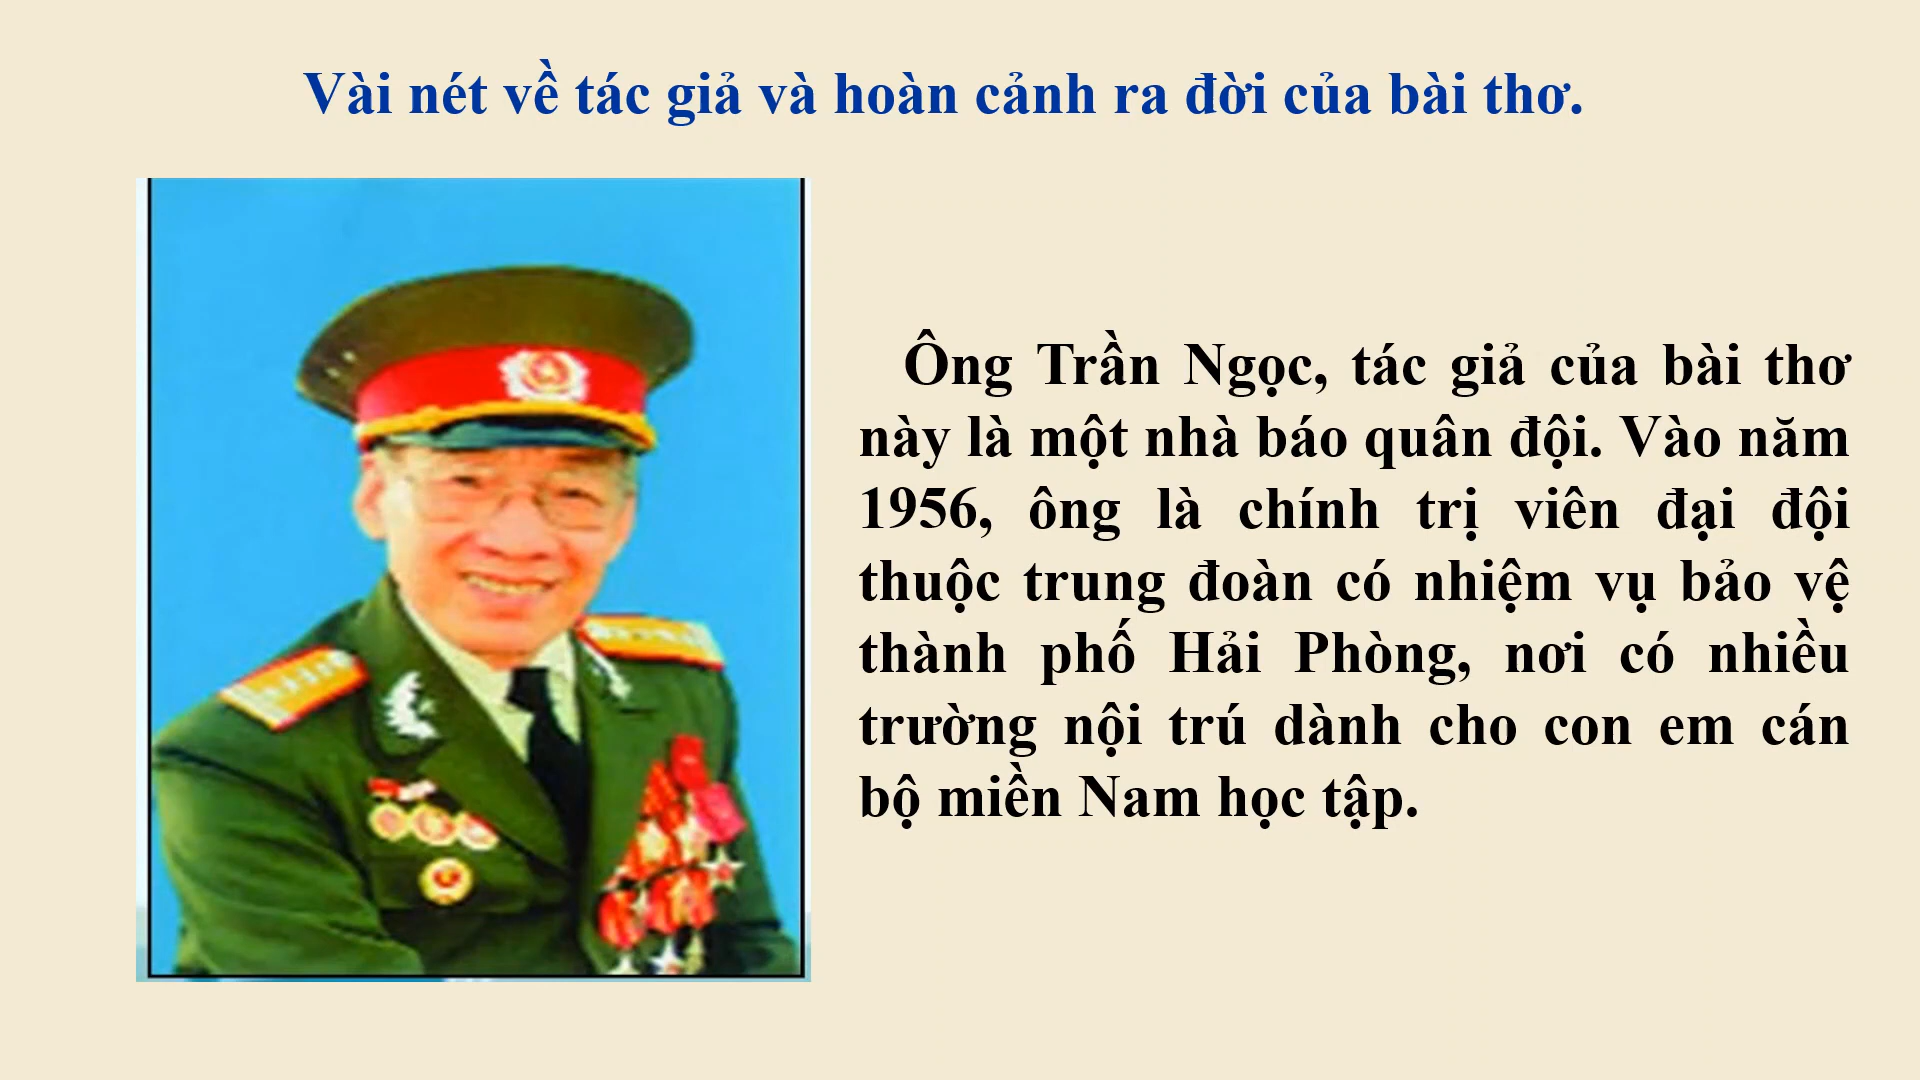 Vài nét về tác giả và hoàn cảnh ra đời của bài thơ.
Ông Trần Ngọc, tác giả của bài thơ
này là một nhà báo quân đội. Vào năm
1956, ông là chính trị viên đại đội
thuộc trung đoàn có nhiệm vụ bảo vệ
thành phố Hải Phòng, nơi có nhiều
trường nội trú dành cho con em cán
bộ miền Nam học tập.